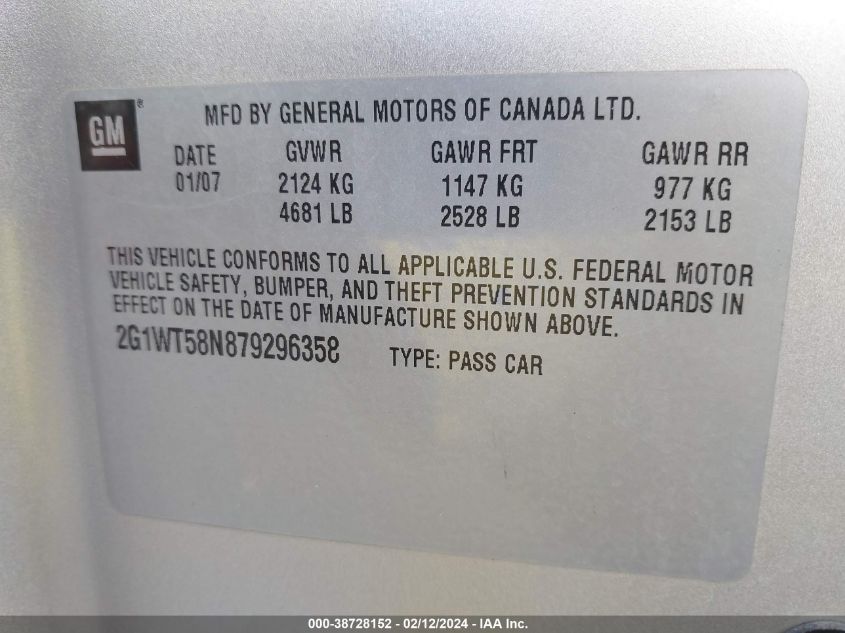 GM ®
MFD BY GENERAL MOTORS OF CANADA LTD.
DATE GVWR GAWR FRT GAWR RR
01/07 2124 KG 1147 KG 977 KG
4681 LB 2528 LB 2153 LB
THIS VEHICLE CONFORMS TO ALL APPLICABLE U.S. FEDERAL MOTOR
VEHICLE SAFETY, BUMPER, AND THEFT PREVENTION STANDARDS IN
EFFECT ON THE DATE OF MANUFACTURE SHOWN ABOVE.
2G1WT58N879296358 TYPE: PASS CAR
000-38728152 - 02/12/2024 - IAA Inc.